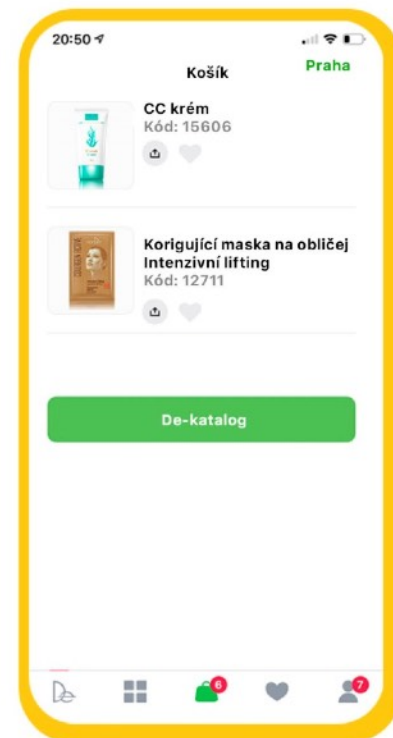 20:50
Košík
Praha
CC krém
Kód: 15606
Korigující maska na obličej
Intenzivní lifting
Kód: 12711
De-katalog
De
6
7